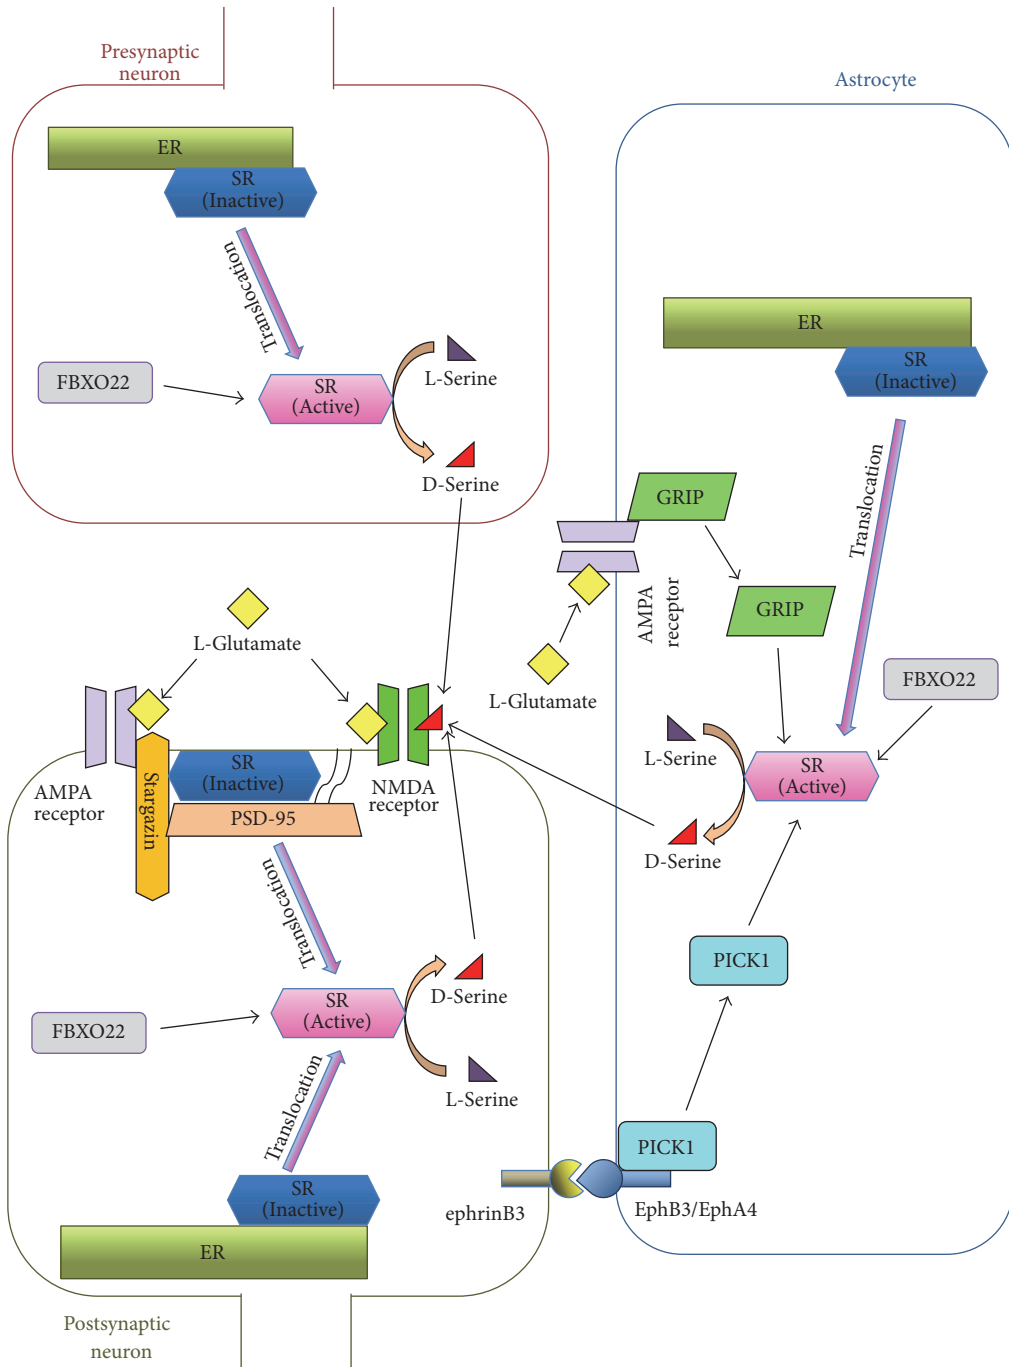 Presynaptic
neuron
ER
SR
(Inactive)
Translocation
FBXO22
SR
(Active)
L-Serine
D-Serine
Astrocyte
ER
SR
(Inactive)
Translocation
GRIP
AMPA
receptor
GRIP
L-Glutamate
FBXO22
L-Serine
SR
(Active)
D-Serine
PICK1
PICK1
EphB3/EphA4
ephrinB3
L-Glutamate
AMPA
receptor
Stargazin
SR
(Inactive)
PSD-95
NMDA
receptor
Translocation
FBXO22
SR
(Active)
D-Serine
L-Serine
Translocation
SR
(Inactive)
ER
Postsynaptic
neuron